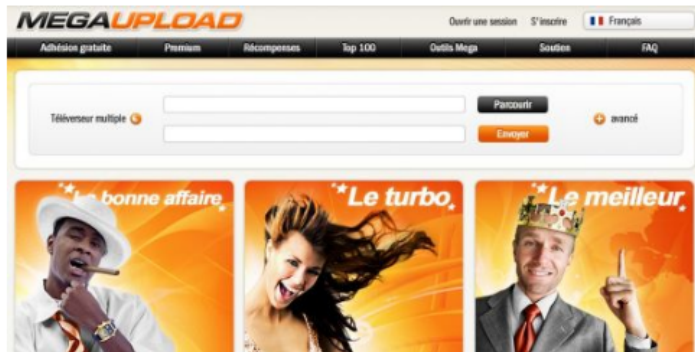 MEGAUPLOAD
Ouvrir une session S'inscrire Français
Adhésion gratuite Premium Récompenses Top 100 Outils Mega Soutien FAQ
Parcourir
Téléverseur multiple avancé
Envoyer
La bonne affaire Le turbo Le meilleur